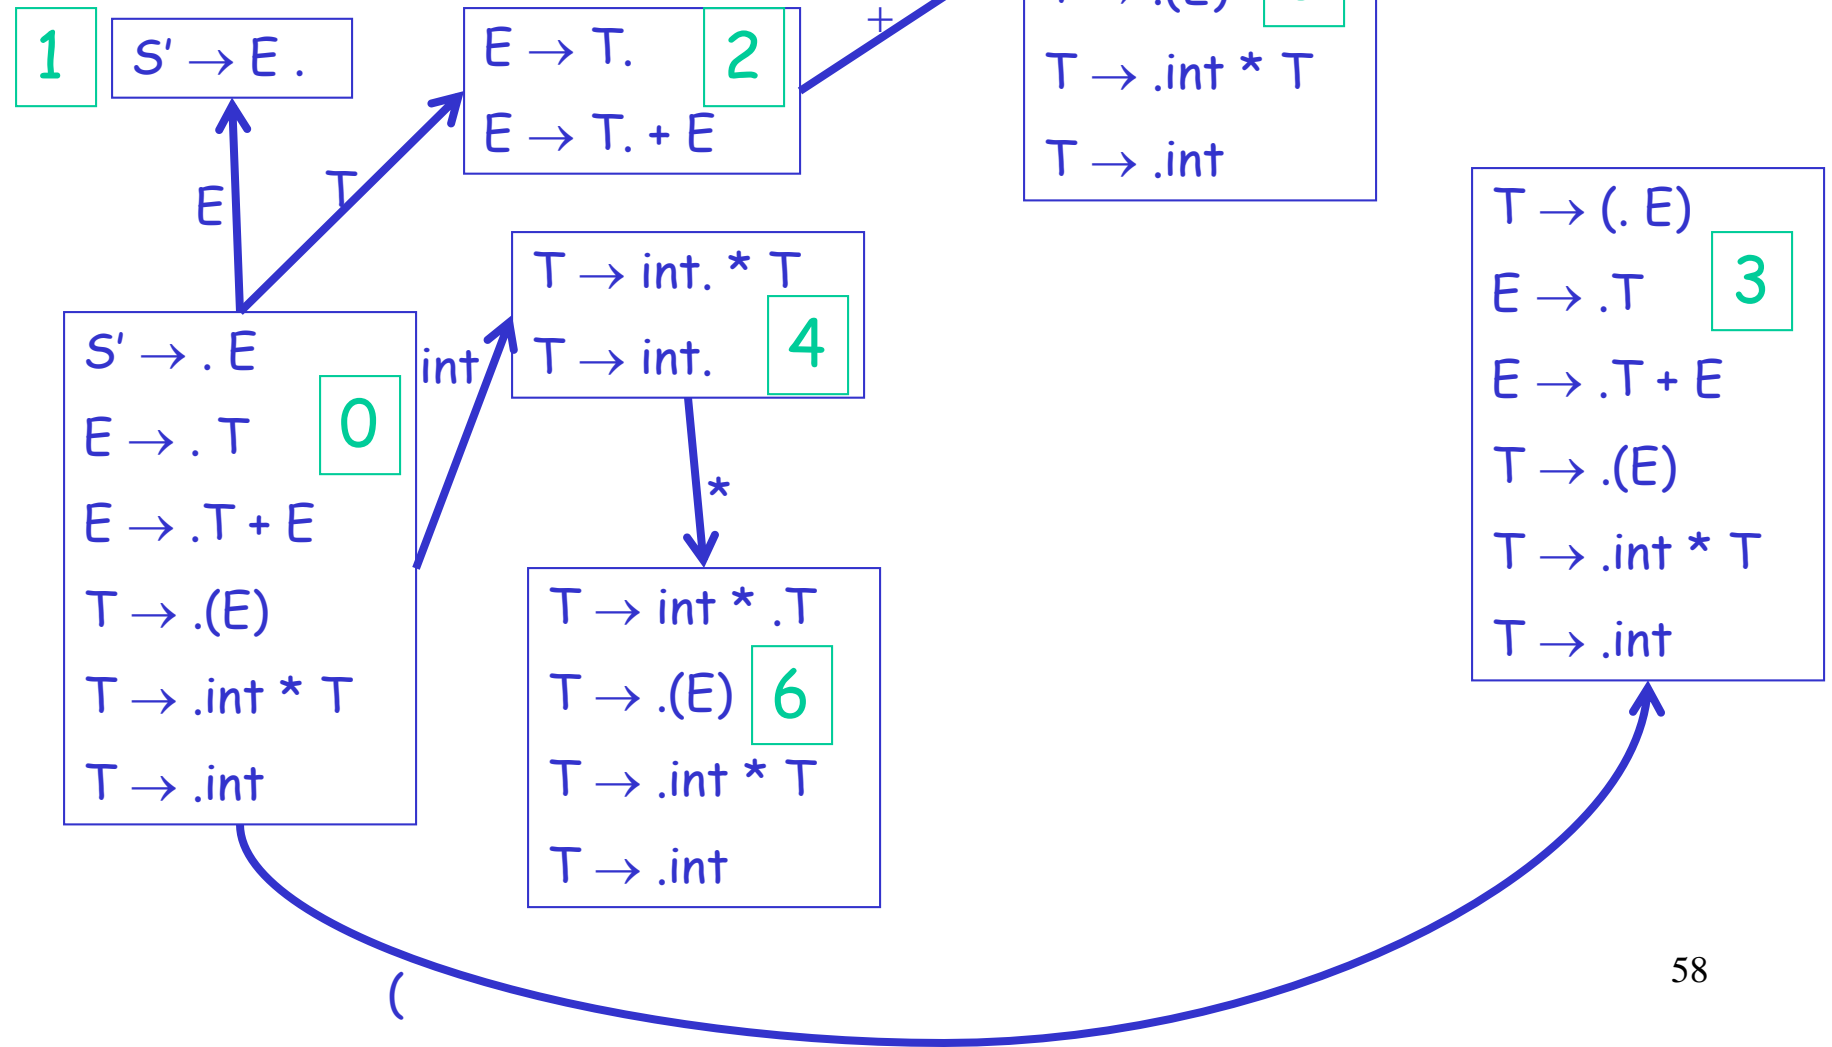 1
S' → E .
E → T.
2
E → T. + E
+
T → .(E)
T → .int * T
T → .int
E
T
T → int. * T
T → int.
4
int
*
S' → . E
0
E → . T
E → .T + E
T → .(E)
T → .int * T
T → .int
T → int * .T
T → .(E)
6
T → .int * T
T → .int
T → (. E)
3
E → .T
E → .T + E
T → .(E)
T → .int * T
T → .int
(
58